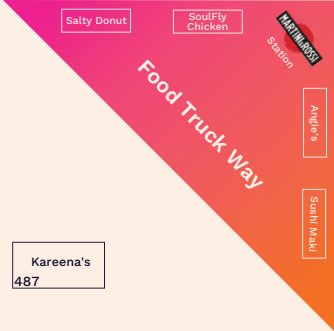 Salty Donut
SoulFly
Chicken
MARTINI & ROSSI
Station
Food Truck Way
Angie's
Sushi Maki
Kareena's
487